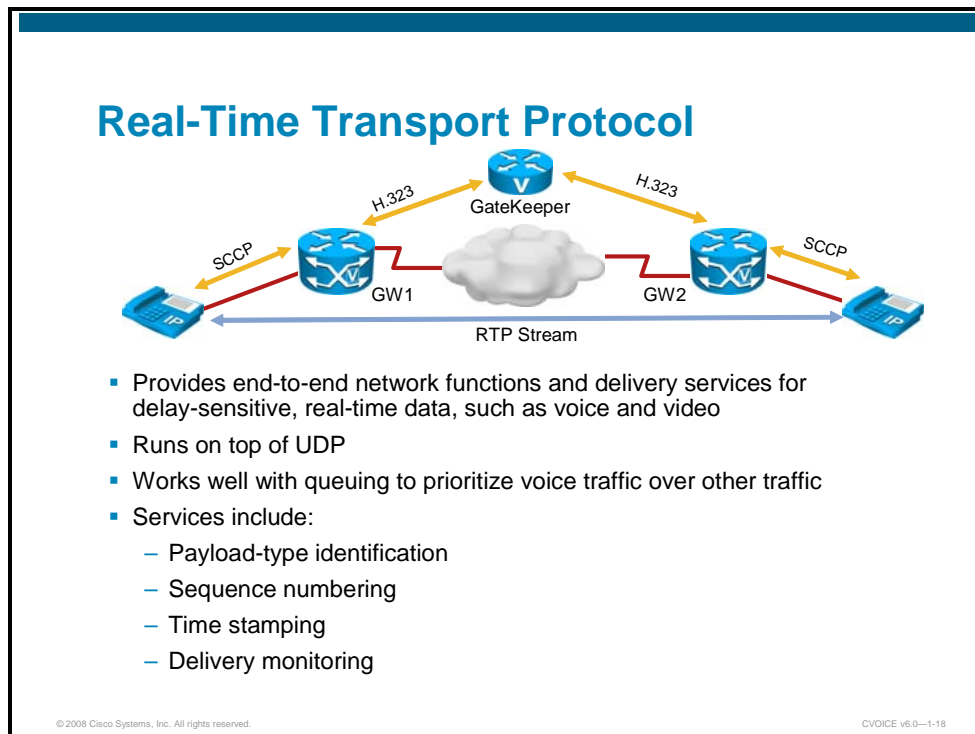 Real-Time Transport Protocol
H.323
V
H.323
GateKeeper
SCCP
V
V
SCCP
GW1
GW2
IP
IP
RTP Stream
▪ Provides end-to-end network functions and delivery services for
delay-sensitive, real-time data, such as voice and video
▪ Runs on top of UDP
▪ Works well with queuing to prioritize voice traffic over other traffic
▪ Services include:
– Payload-type identification
– Sequence numbering
– Time stamping
– Delivery monitoring
© 2008 Cisco Systems, Inc. All rights reserved.
CVOICE v6.0—1-18